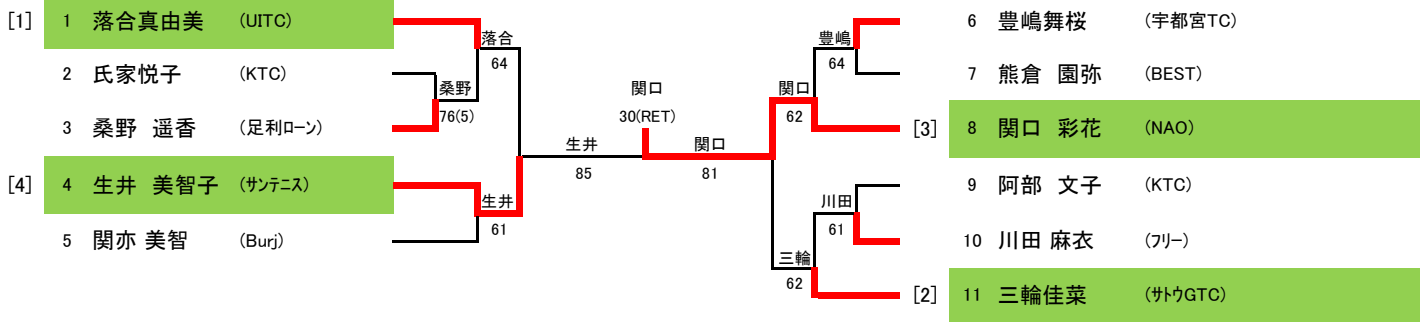 [1] 1 落合真由美 (UITC)
2 氏家悦子 (KTC)
3 桑野 遥香 (足利ローン)
[4] 4 生井 美智子 (サンテニス)
5 関亦 美智 (Burj)
落合
64
桑野
76(5)
生井
61
生井
85
関口
30(RET)
関口
81
豊嶋
64
関口
62
川田
61
三輪
62
6 豊嶋舞桜 (宇都宮TC)
7 熊倉 園弥 (BEST)
[3] 8 関口 彩花 (NAO)
9 阿部 文子 (KTC)
10 川田 麻衣 (フリー)
[2] 11 三輪佳菜 (サトウGTC)